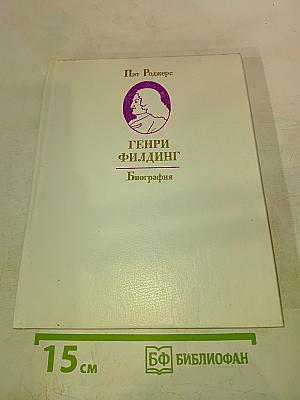 Пэт Роджерс
ГЕНРИ
ФИЛДИНГ
Биография
15 см
БФ БИБЛИОФАН